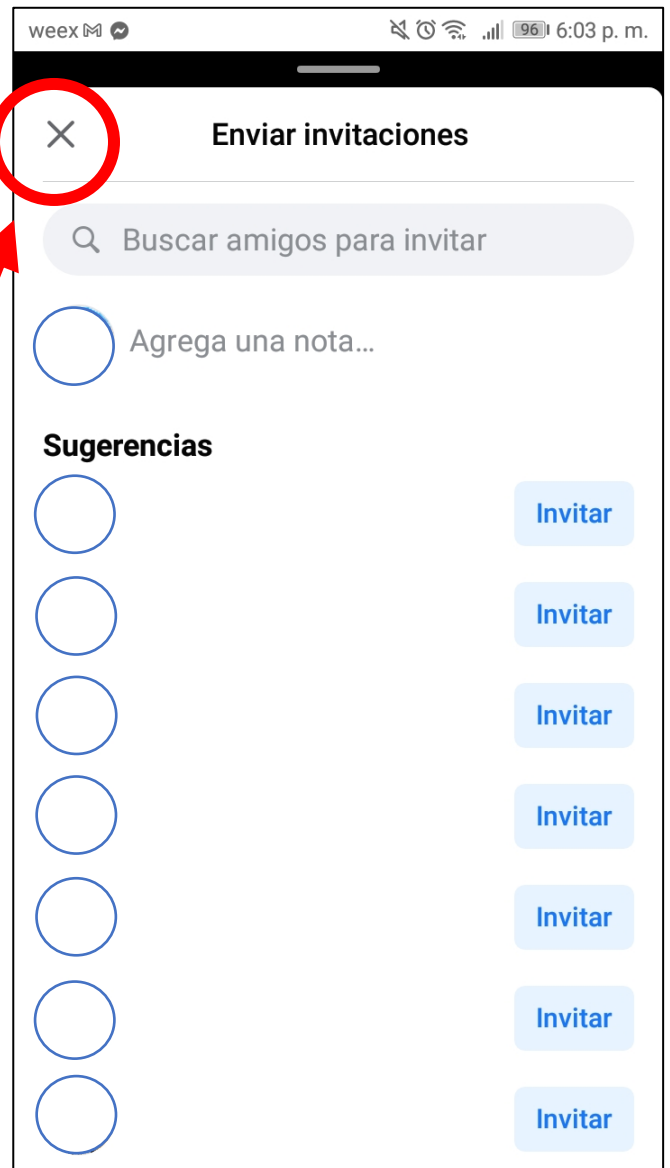 weex 96 6:03 p. m.
Enviar invitaciones
Buscar amigos para invitar
Agrega una nota...
Sugerencias
Invitar
Invitar
Invitar
Invitar
Invitar
Invitar
Invitar